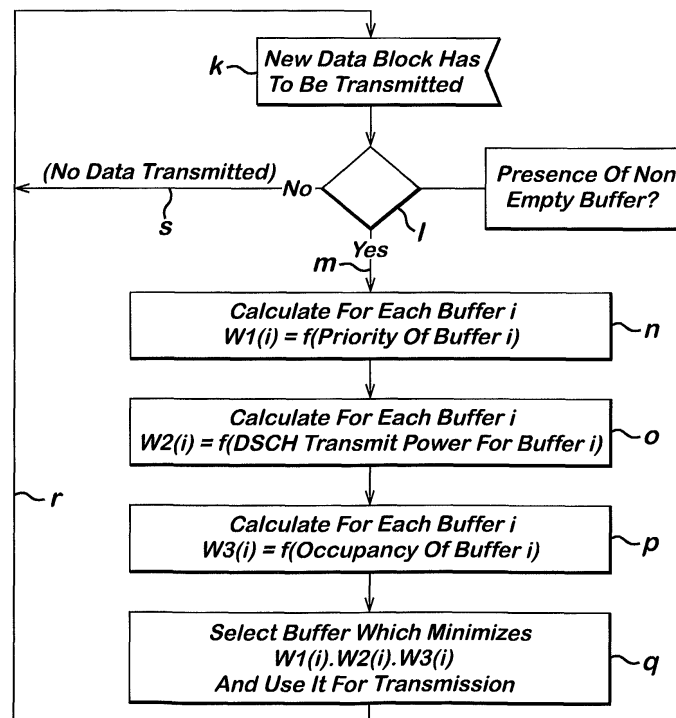 New Data Block Has
To Be Transmitted
k
(No Data Transmitted)
No
s
l
Presence Of Non
Empty Buffer?
Yes
m
Calculate For Each Buffer i
W1(i) = f(Priority Of Buffer i)
n
Calculate For Each Buffer i
W2(i) = f(DSCH Transmit Power For Buffer i)
o
r
Calculate For Each Buffer i
W3(i) = f(Occupancy Of Buffer i)
p
Select Buffer Which Minimizes
W1(i).W2(i).W3(i)
And Use It For Transmission
q